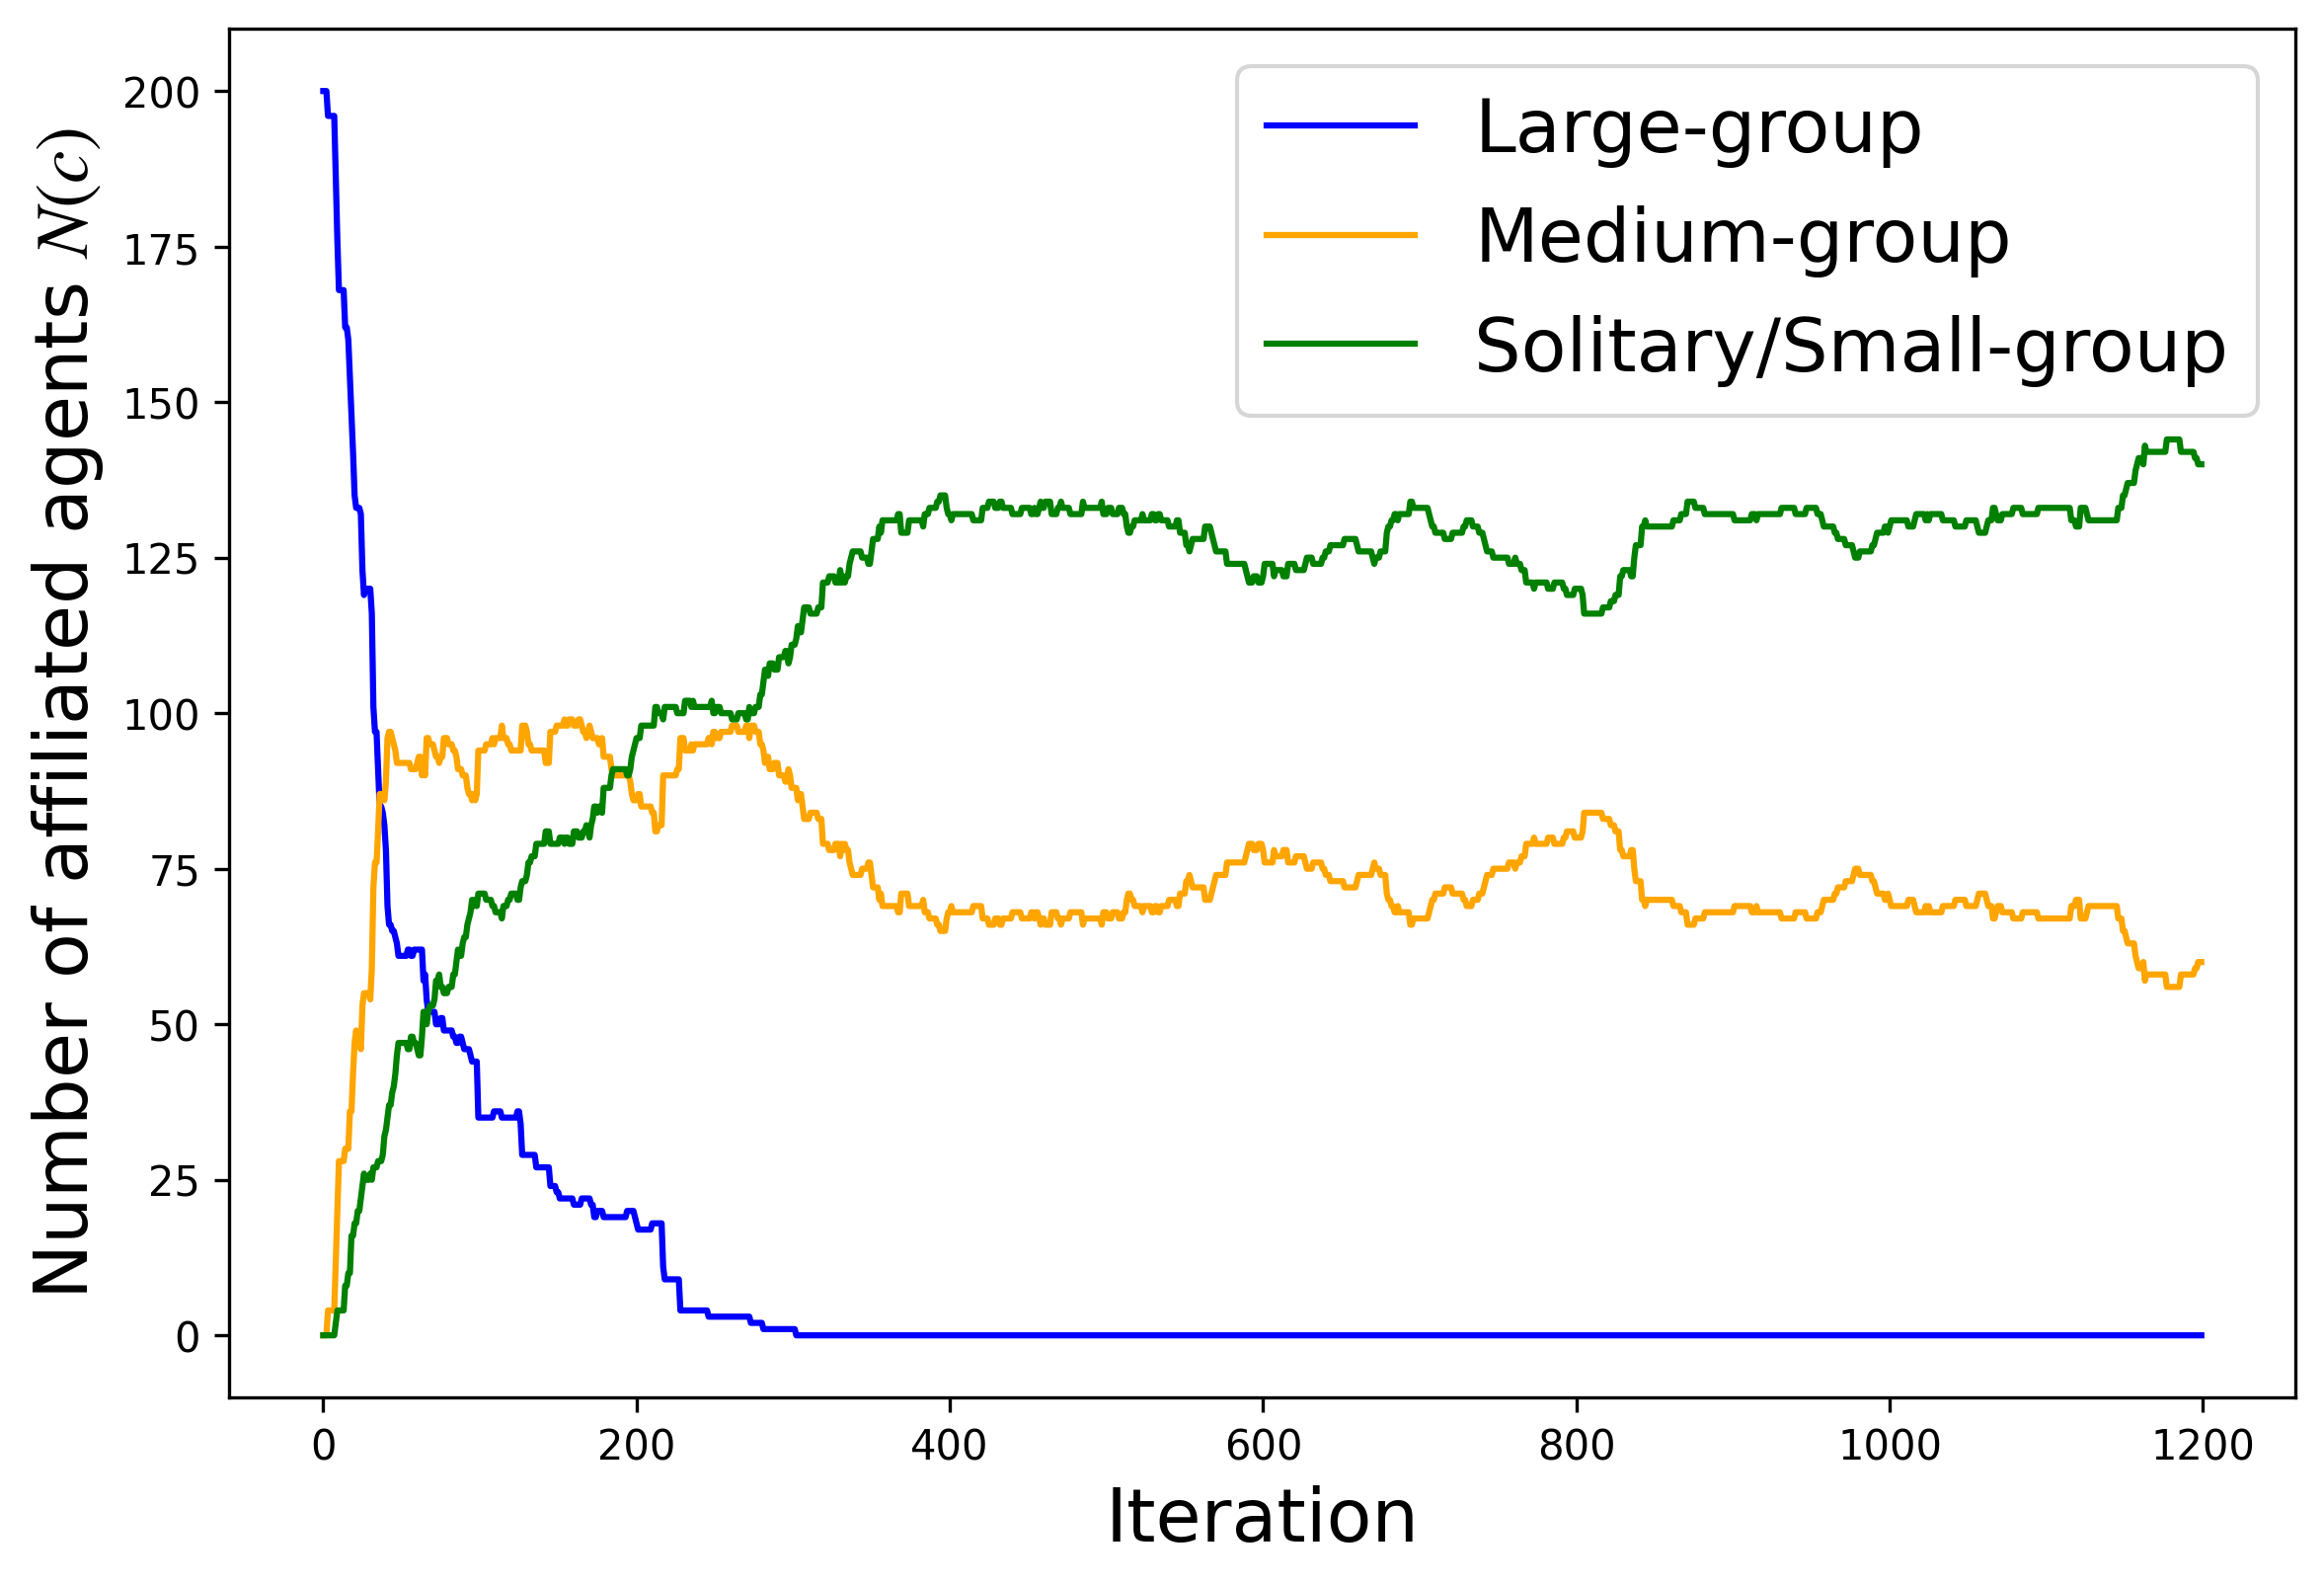 Number of affiliated agents N(c)
200
175
150
125
100
75
50
25
0
Large-group
Medium-group
Solitary/Small-group
0 200 400 600 800 1000 1200
Iteration